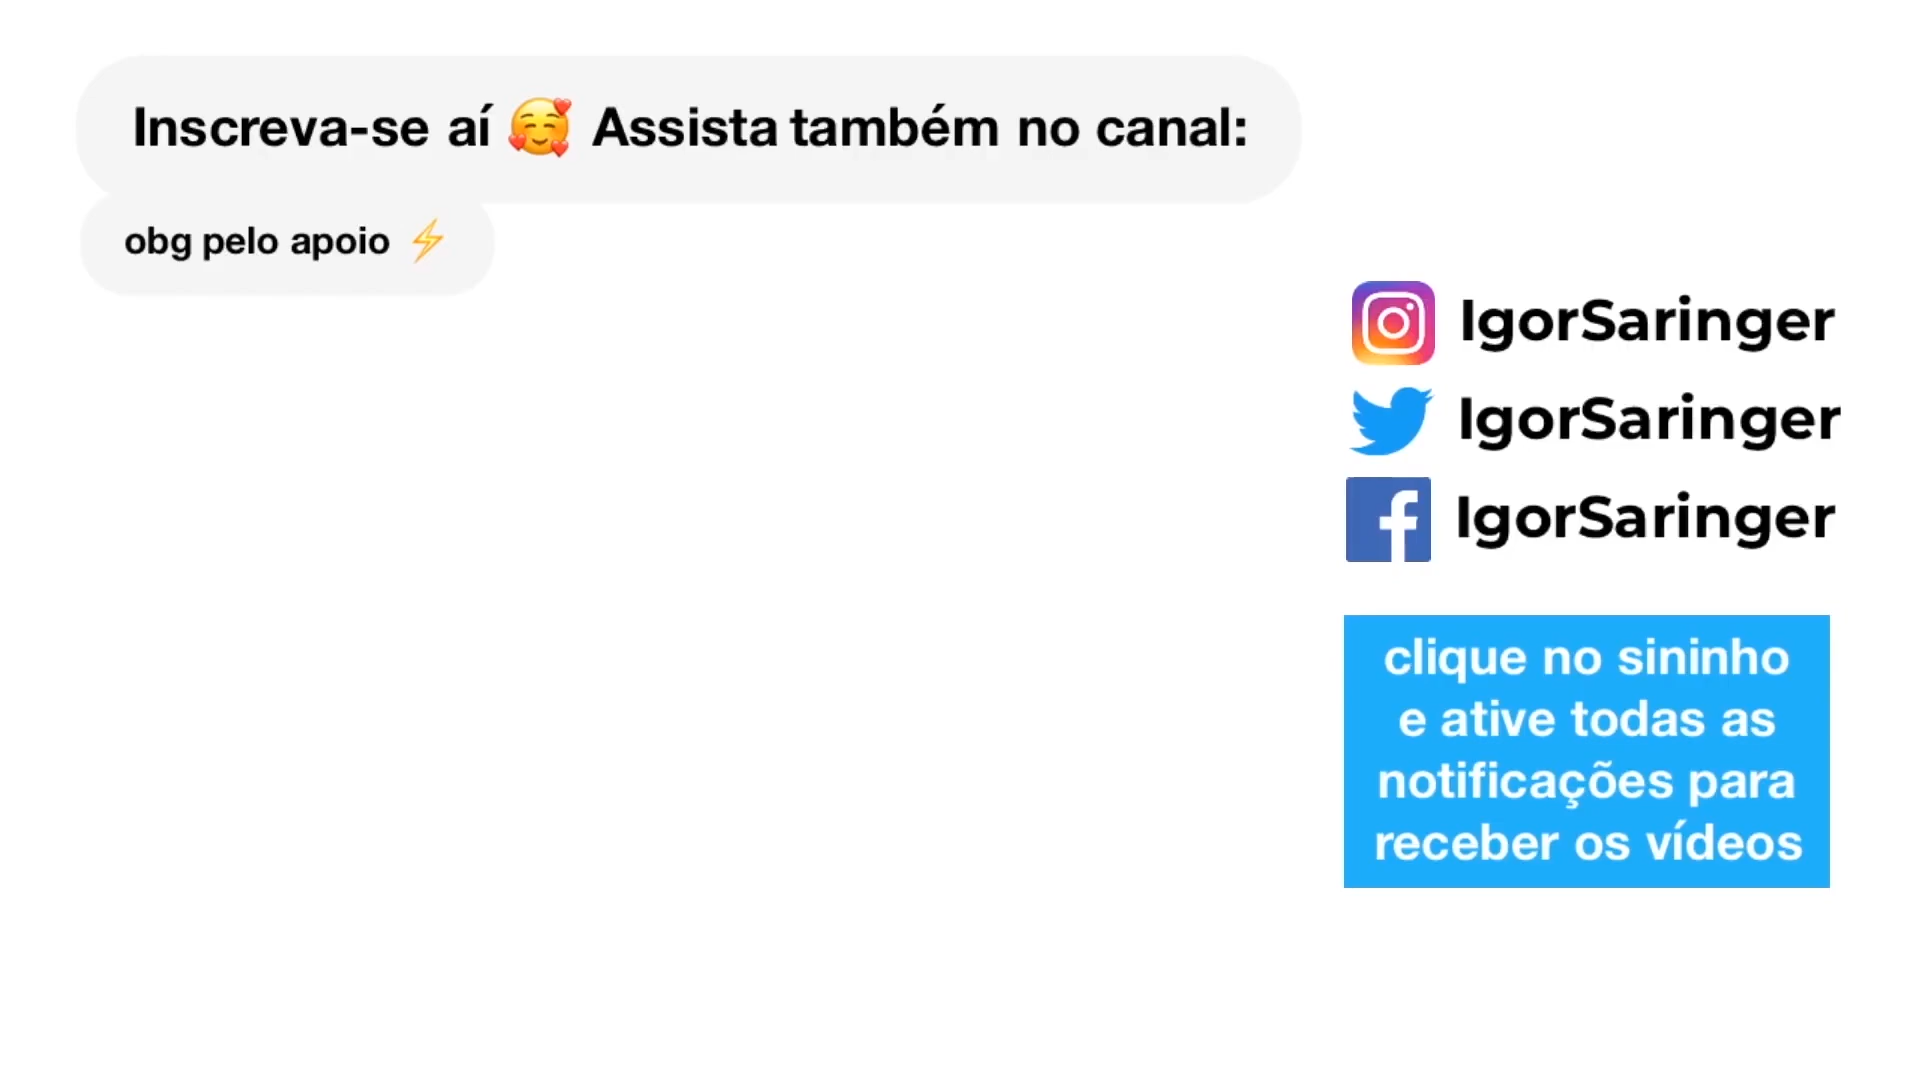 Inscreva-se aí 🥰 Assista também no canal:
obg pelo apoio ⚡
IgorSaringer
IgorSaringer
IgorSaringer
clique no sininho
e ative todas as
notificações para
receber os vídeos